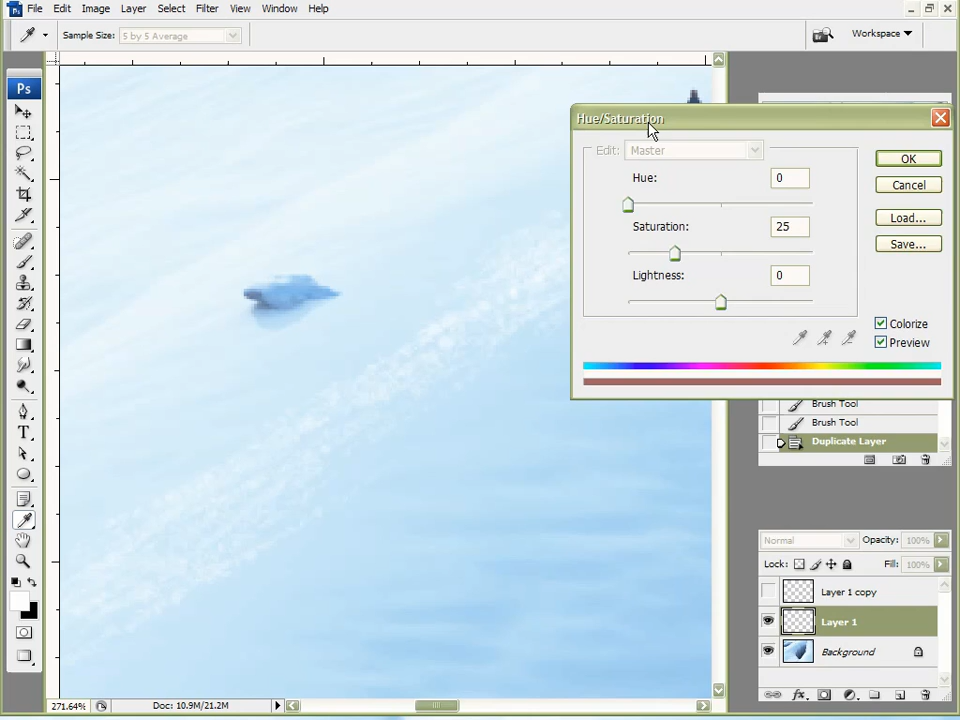 Ps File Edit Image Layer Select Filter View Window Help
Sample Size: 5 by 5 Average Workspace
Ps
Hue/Saturation
Edit: Master
Hue: 0
OK
Cancel
Saturation: 25
Load...
Save...
Lightness: 0
Colorize
Preview
Brush Tool
Brush Tool
Duplicate Layer
Normal Opacity: 100%
Lock: Fill: 100%
Layer 1 copy
Layer 1
Background
271.64% Doc: 10.9M/21.2M